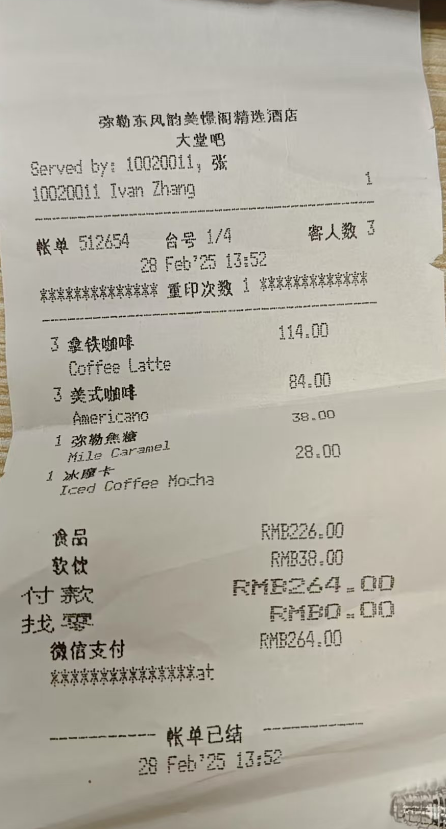 弥勒东风韵美憬阁精选酒店
大堂吧
Served by: 10020011, 张
10020011 Ivan Zhang 1
帐单 512654 台号 1/4 客人数 3
28 Feb'25 13:52
************** 重印次数 1 *************
3 拿铁咖啡 114.00
Coffee Latte
3 美式咖啡 84.00
Americano
1 弥勒焦糖 38.00
Mile Caramel
1 冰摩卡 28.00
Iced Coffee Mocha
食品 RMB226.00
软饮 RMB38.00
付款 RMB264.00
找零 RMB0.00
微信支付 RMB264.00
*****************at
----------- 帐单已结 -----------
28 Feb'25 13:52